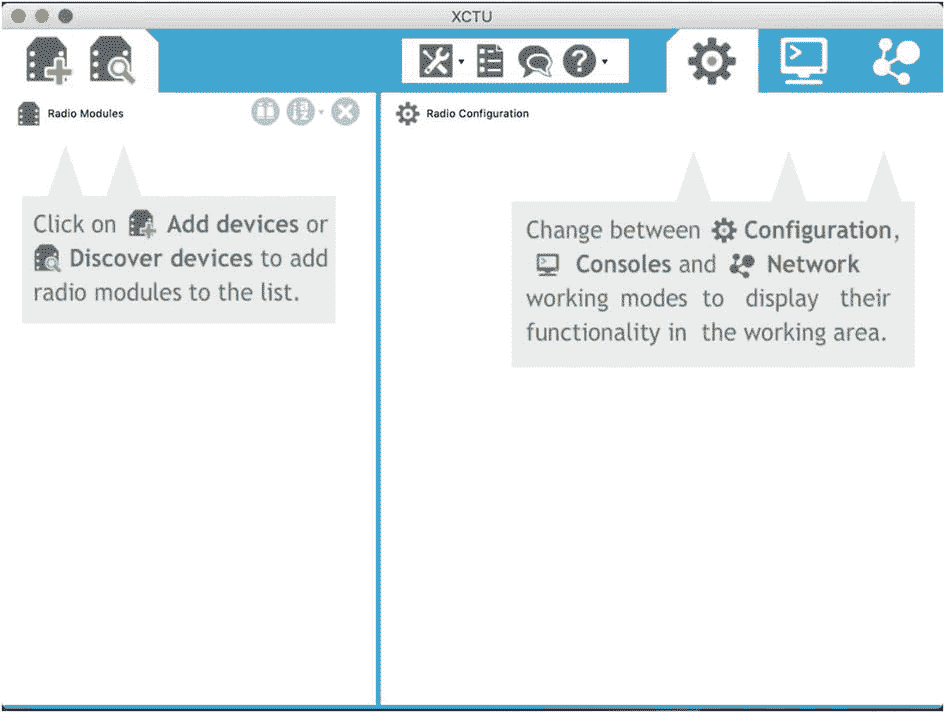 XCTU
Radio Modules
Radio Configuration
Click on Add devices or
Discover devices to add
radio modules to the list.
Change between Configuration,
Consoles and Network
working modes to display their
functionality in the working area.